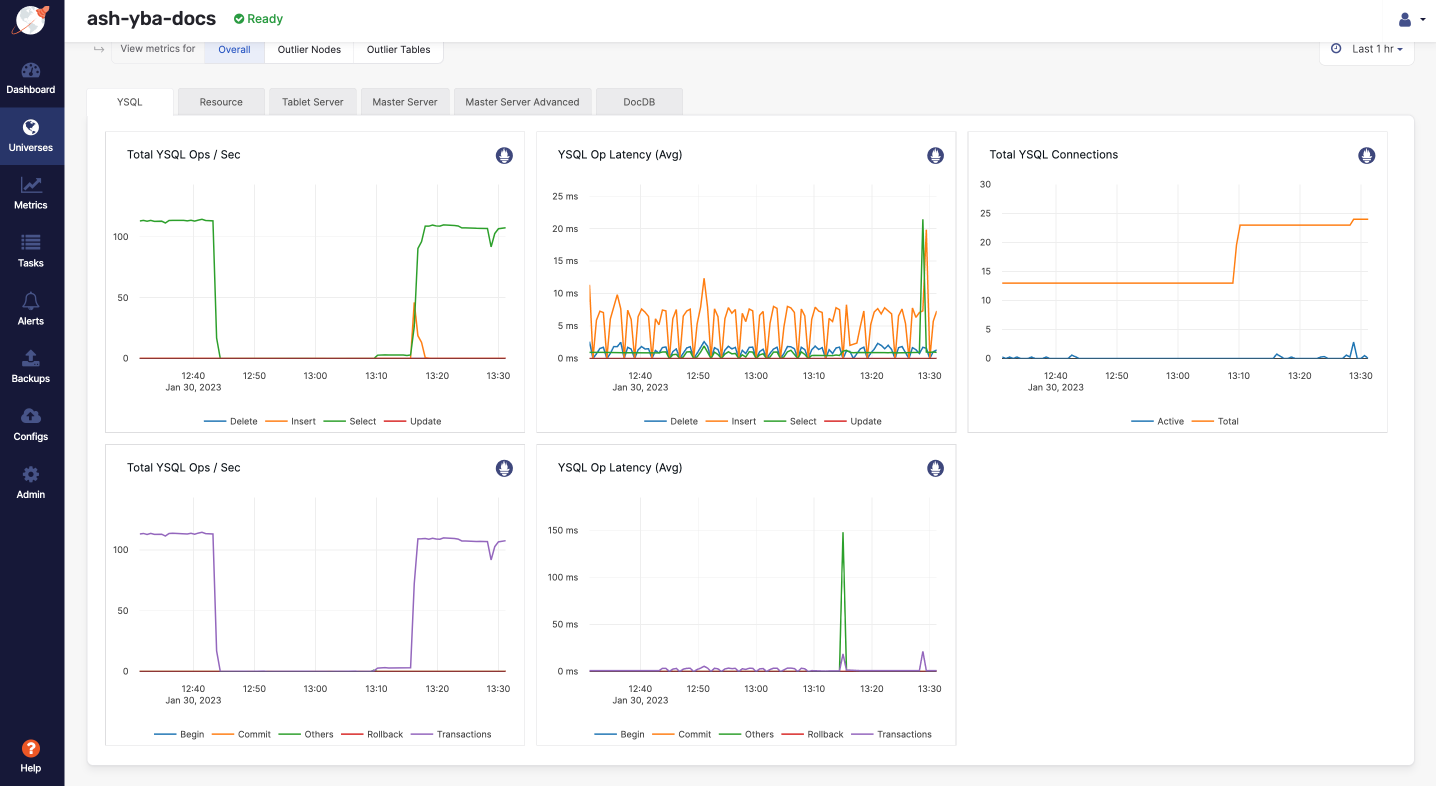 ash-yba-docs Ready
View metrics for Overall Outlier Nodes Outlier Tables
Last 1 hr
Dashboard
Universes
Metrics
Tasks
Alerts
Backups
Configs
Admin
? Help
YSQL Resource Tablet Server Master Server Master Server Advanced DocDB
Total YSQL Ops / Sec
100
50
0
12:40 12:50 13:00 13:10 13:20 13:30
Jan 30, 2023
Delete Insert Select Update
YSQL Op Latency (Avg)
25 ms
20 ms
15 ms
10 ms
5 ms
0 ms
12:40 12:50 13:00 13:10 13:20 13:30
Jan 30, 2023
Delete Insert Select Update
Total YSQL Connections
30
25
20
15
10
5
0
12:40 12:50 13:00 13:10 13:20 13:30
Jan 30, 2023
Active Total
Total YSQL Ops / Sec
100
50
0
12:40 12:50 13:00 13:10 13:20 13:30
Jan 30, 2023
Begin Commit Others Rollback Transactions
YSQL Op Latency (Avg)
150 ms
100 ms
50 ms
0 ms
12:40 12:50 13:00 13:10 13:20 13:30
Jan 30, 2023
Begin Commit Others Rollback Transactions